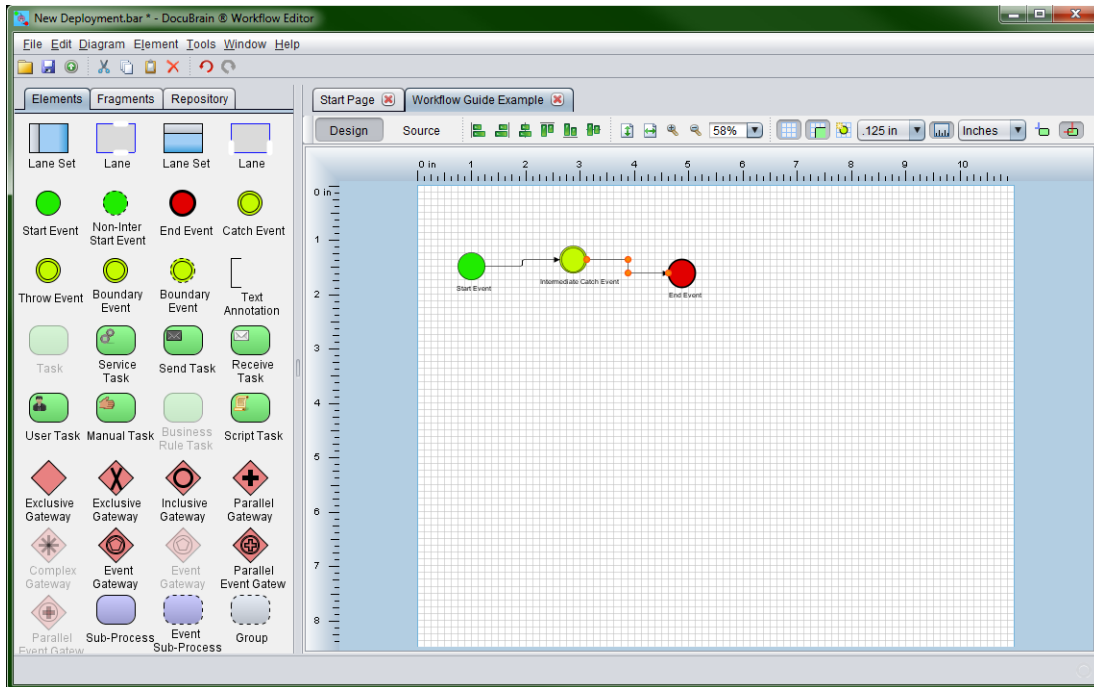 New Deployment.bar * - DocuBrain ® Workflow Editor
File Edit Diagram Element Tools Window Help
Elements Fragments Repository
Start Page Workflow Guide Example
Design Source 58% .125 in Inches
Lane Set Lane Lane Set Lane
Start Event Non-Inter Start Event End Event Catch Event
Throw Event Boundary Event Boundary Event Text Annotation
Task Service Task Send Task Receive Task
User Task Manual Task Business Rule Task Script Task
Exclusive Gateway Exclusive Gateway Inclusive Gateway Parallel Gateway
Complex Gateway Event Gateway Event Gateway Parallel Event Gatew
Parallel Event Gatew Sub-Process Event Sub-Process Group
0 in 1 2 3 4 5 6 7 8 9 10
0 in
1
2
3
4
5
6
7
8
Start Event
Intermediate Catch Event
End Event